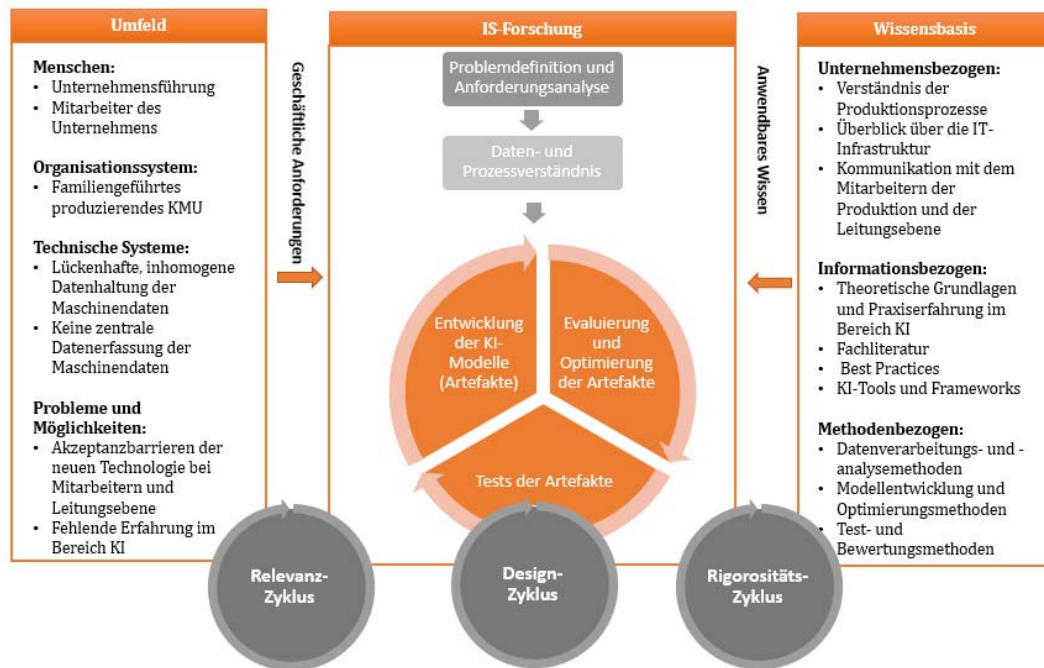 Umfeld
Menschen:
• Unternehmensführung
• Mitarbeiter des
Unternehmens
Organisationssystem:
• Familiengeführtes
produzierendes KMU
Technische Systeme:
• Lückenhafte, inhomogene
Datenhaltung der
Maschinendaten
• Keine zentrale
Datenerfassung der
Maschinendaten
Probleme und
Möglichkeiten:
• Akzeptanzbarrieren der
neuen Technologie bei
Mitarbeitern und
Leitungsebene
• Fehlende Erfahrung im
Bereich KI
Geschäftliche Anforderungen
IS-Forschung
Problemdefinition und
Anforderungsanalyse
Daten- und
Prozessverständnis
Entwicklung
der KI-
Modelle
(Artefakte)
Evaluierung
und
Optimierung
der Artefakte
Tests der Artefakte
Anwendbares Wissen
Wissensbasis
Unternehmensbezogen:
• Verständnis der
Produktionsprozesse
• Überblick über die IT-
Infrastruktur
• Kommunikation mit dem
Mitarbeitern der
Produktion und der
Leitungsebene
Informationsbezogen:
• Theoretische Grundlagen
und Praxiserfahrung im
Bereich KI
• Fachliteratur
• Best Practices
• KI-Tools und Frameworks
Methodenbezogen:
• Datenverarbeitungs- und -
analysemethoden
• Modellentwicklung und
Optimierungsmethoden
• Test- und
Bewertungsmethoden
Relevanz-
Zyklus
Design-
Zyklus
Rigorositäts-
Zyklus